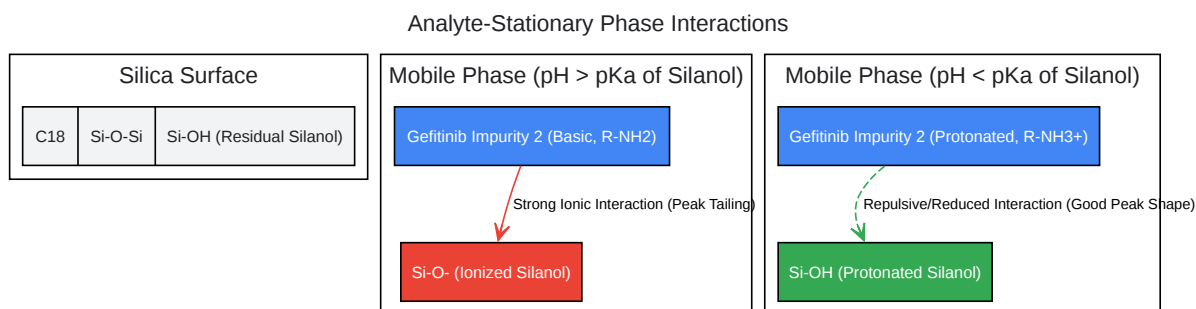 Analyte-Stationary Phase Interactions
Silica Surface
C18
Si-O-Si
Si-OH (Residual Silanol)
Mobile Phase (pH > pKa of Silanol)
Gefitinib Impurity 2 (Basic, R-NH2)
Strong Ionic Interaction (Peak Tailing)
Si-O- (Ionized Silanol)
Mobile Phase (pH < pKa of Silanol)
Gefitinib Impurity 2 (Protonated, R-NH3+)
Repulsive/Reduced Interaction (Good Peak Shape)
Si-OH (Protonated Silanol)